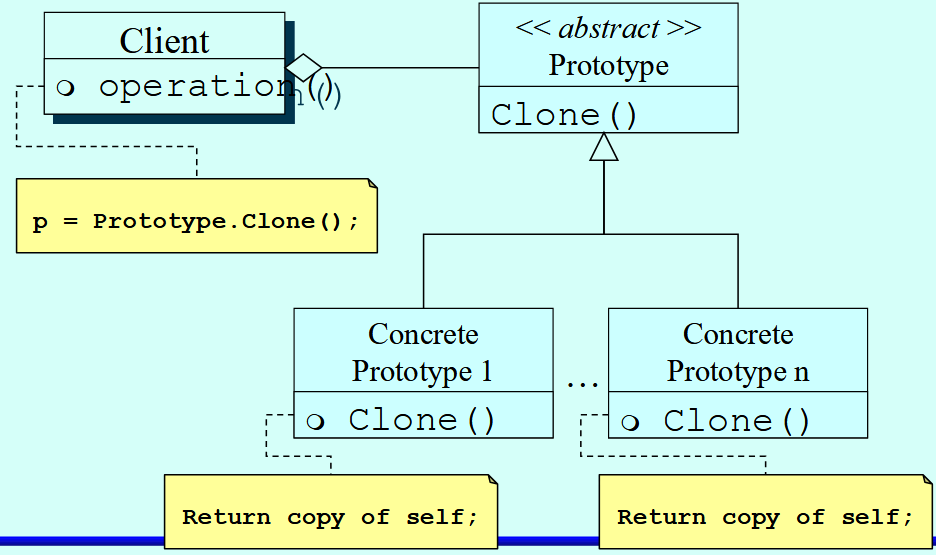 Client
operation()
p = Prototype.Clone();
<< abstract >>
Prototype
Clone()
Concrete
Prototype 1
Clone()
...
Concrete
Prototype n
Clone()
Return copy of self;
Return copy of self;